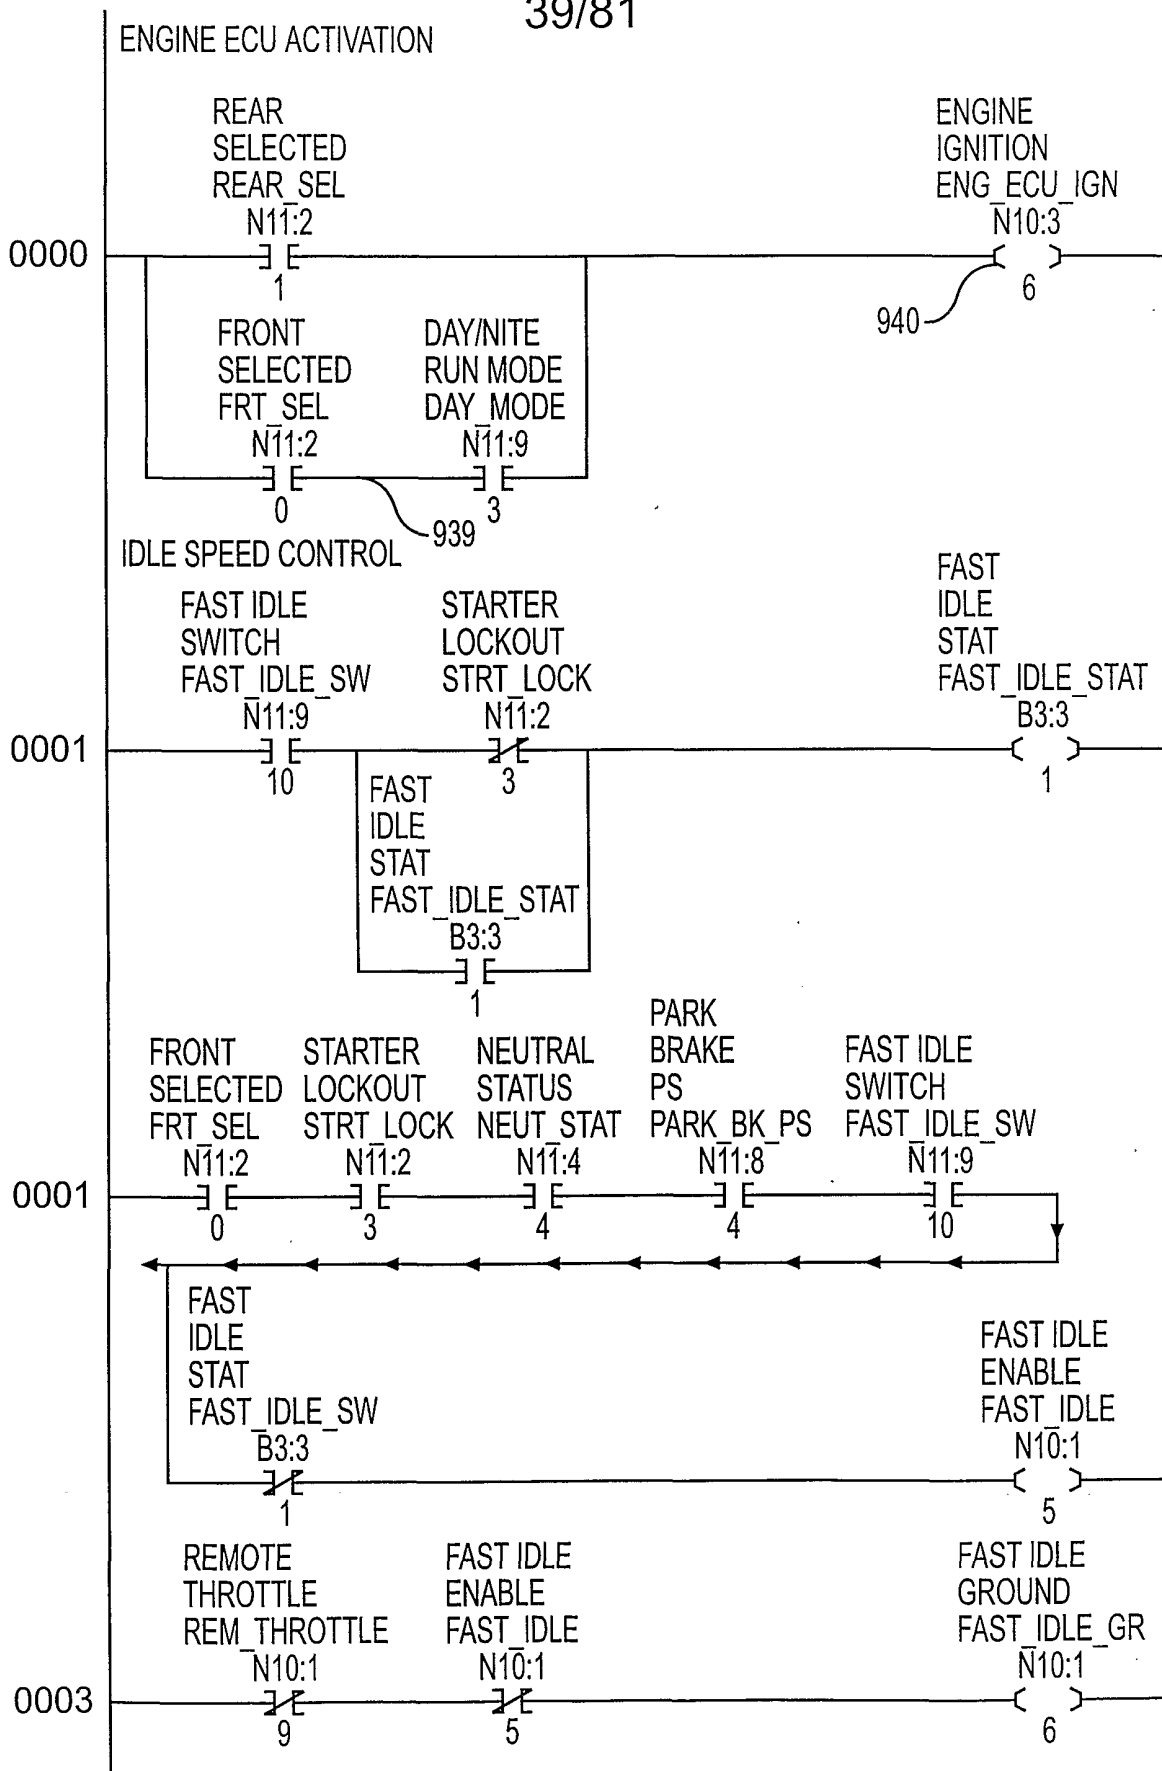 39/81
ENGINE ECU ACTIVATION
REAR
SELECTED
REAR_SEL
N11:2
1
ENGINE
IGNITION
ENG_ECU_IGN
N10:3
6
0000
940
FRONT
SELECTED
FRT_SEL
N11:2
0
DAY/NITE
RUN MODE
DAY_MODE
N11:9
3
939
IDLE SPEED CONTROL
FAST IDLE
SWITCH
FAST_IDLE_SW
N11:9
10
STARTER
LOCKOUT
STRT_LOCK
N11:2
3
FAST
IDLE
STAT
FAST_IDLE_STAT
B3:3
1
0001
FAST
IDLE
STAT
FAST_IDLE_STAT
B3:3
1
FRONT
SELECTED
FRT_SEL
N11:2
0
STARTER
LOCKOUT
STRT_LOCK
N11:2
3
NEUTRAL
STATUS
NEUT_STAT
N11:4
4
PARK
BRAKE
PS
PARK_BK_PS
N11:8
4
FAST IDLE
SWITCH
FAST_IDLE_SW
N11:9
10
0001
FAST
IDLE
STAT
FAST_IDLE_SW
B3:3
1
FAST IDLE
ENABLE
FAST_IDLE
N10:1
5
REMOTE
THROTTLE
REM_THROTTLE
N10:1
9
FAST IDLE
ENABLE
FAST_IDLE
N10:1
5
FAST IDLE
GROUND
FAST_IDLE_GR
N10:1
6
0003